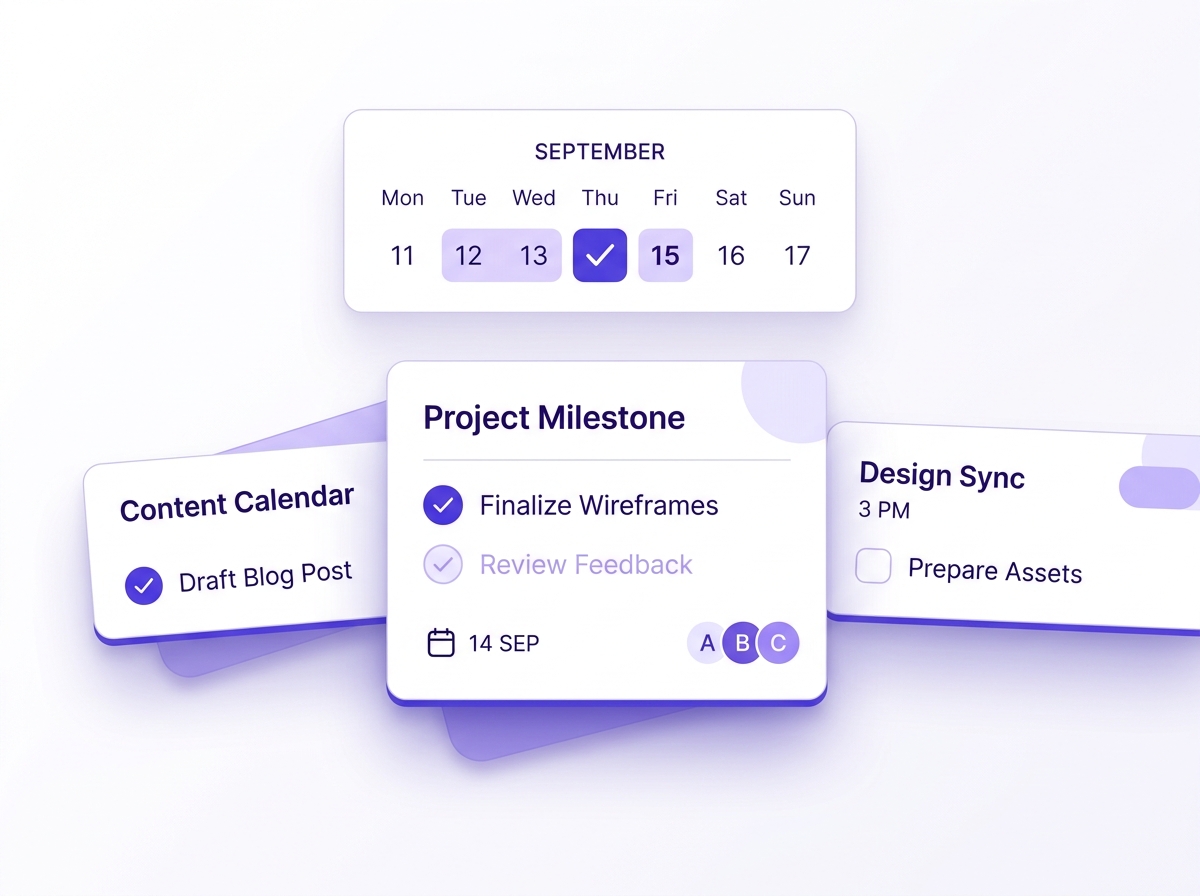 SEPTEMBER
Mon Tue Wed Thu Fri Sat Sun
11 12 13 15 16 17
Project Milestone
Finalize Wireframes
Review Feedback
14 SEP A B C
Content Calendar
Draft Blog Post
Design Sync
3 PM
Prepare Assets